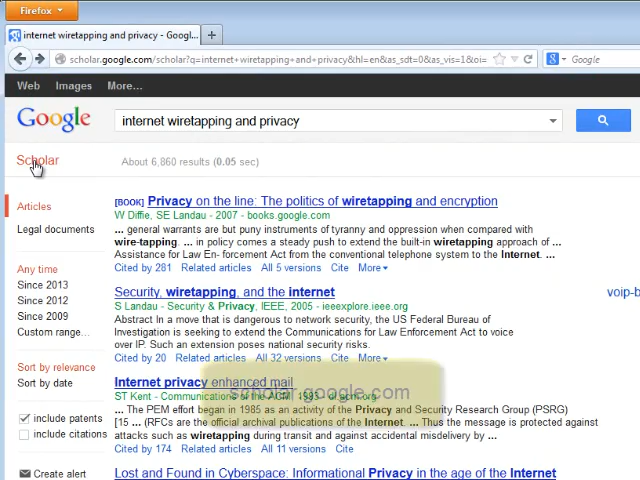 Firefox
internet wiretapping and privacy - Googl...
scholar.google.com/scholar?q=internet+wiretapping+and+privacy&hl=en&as_sdt=0&as_vis=1&oi=
Google
Web Images More...
Google
internet wiretapping and privacy
Scholar
About 6,860 results (0.05 sec)
Articles
Legal documents
Any time
Since 2013
Since 2012
Since 2009
Custom range...
Sort by relevance
Sort by date
include patents
include citations
Create alert
[BOOK] Privacy on the line: The politics of wiretapping and encryption
W Diffie, SE Landau - 2007 - books.google.com
... general warrants are but puny instruments of tyranny and oppression when compared with
wire-tapping. ... in policy comes a steady push to extend the built-in wiretapping approach of ...
Assistance for Law En- forcement Act from the conventional telephone system to the Internet. ...
Cited by 281 Related articles All 5 versions Cite More
Security, wiretapping, and the internet
voip-b
S Landau - Security & Privacy, IEEE, 2005 - ieeexplore.ieee.org
Abstract In a move that is dangerous to network security, the US Federal Bureau of
Investigation is seeking to extend the Communications for Law Enforcement Act to voice
over IP. Such an extension poses national security risks.
Cited by 20 Related articles All 32 versions Cite More
Internet privacy enhanced mail
scholar.google.com
ST Kent - Communications of the ACM, 1993 - dl.acm.org
... The PEM effort began in 1985 as an activity of the Privacy and Security Research Group (PSRG)
[15 ... (RFCs are the official archival publications of the Internet. ... Thus the message is protected against
attacks such as wiretapping during transit and against accidental misdelivery by ...
Cited by 174 Related articles All 11 versions Cite
Lost and Found in Cyberspace: Informational Privacy in the age of the Internet